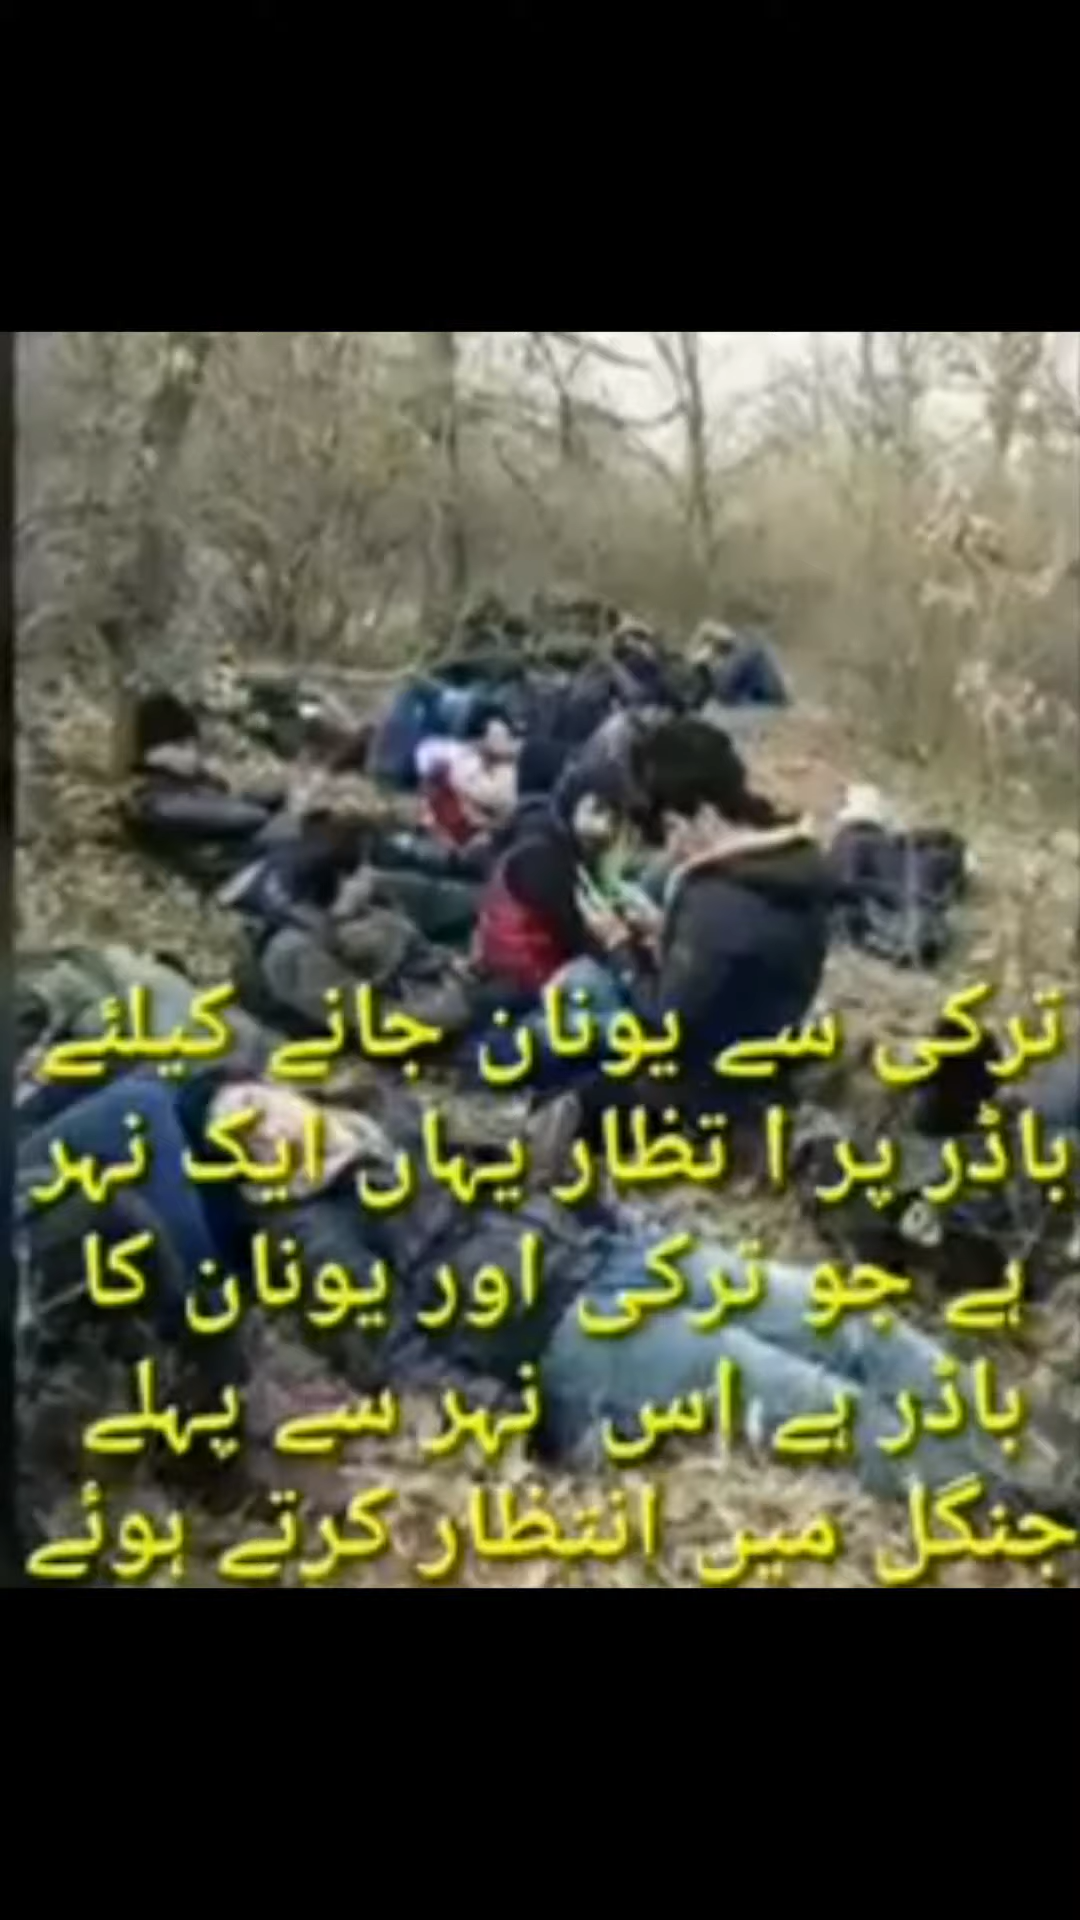 ترکی سے یونان جانے کیلئے
باڈر پر ا تظار یہاں ایک نہر
ہے جو ترکی اور یونان کا
باڈر ہے اس نہر سے پہلے
جنگل میں انتظار کرتے ہوئے